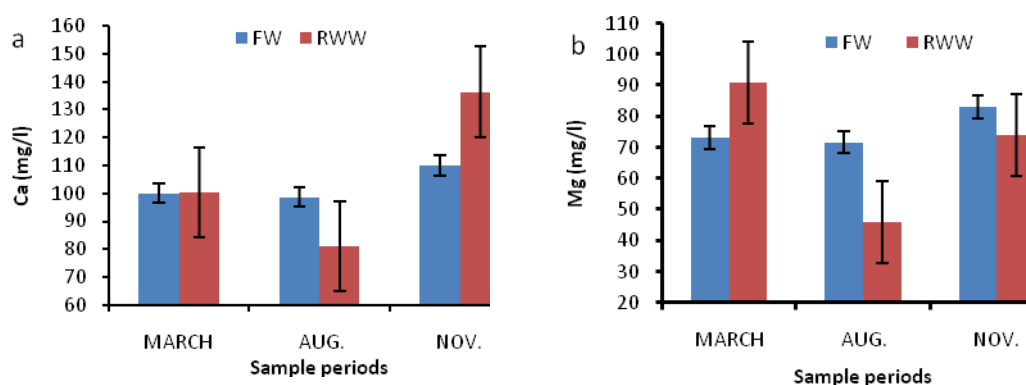 a
FW RWW
Ca (mg/l)
160
150
140
130
120
110
100
90
80
70
60
MARCH AUG. NOV.
Sample periods
b
FW RWW
Mg (mg/l)
110
100
90
80
70
60
50
40
30
20
MARCH AUG. NOV.
Sample periods